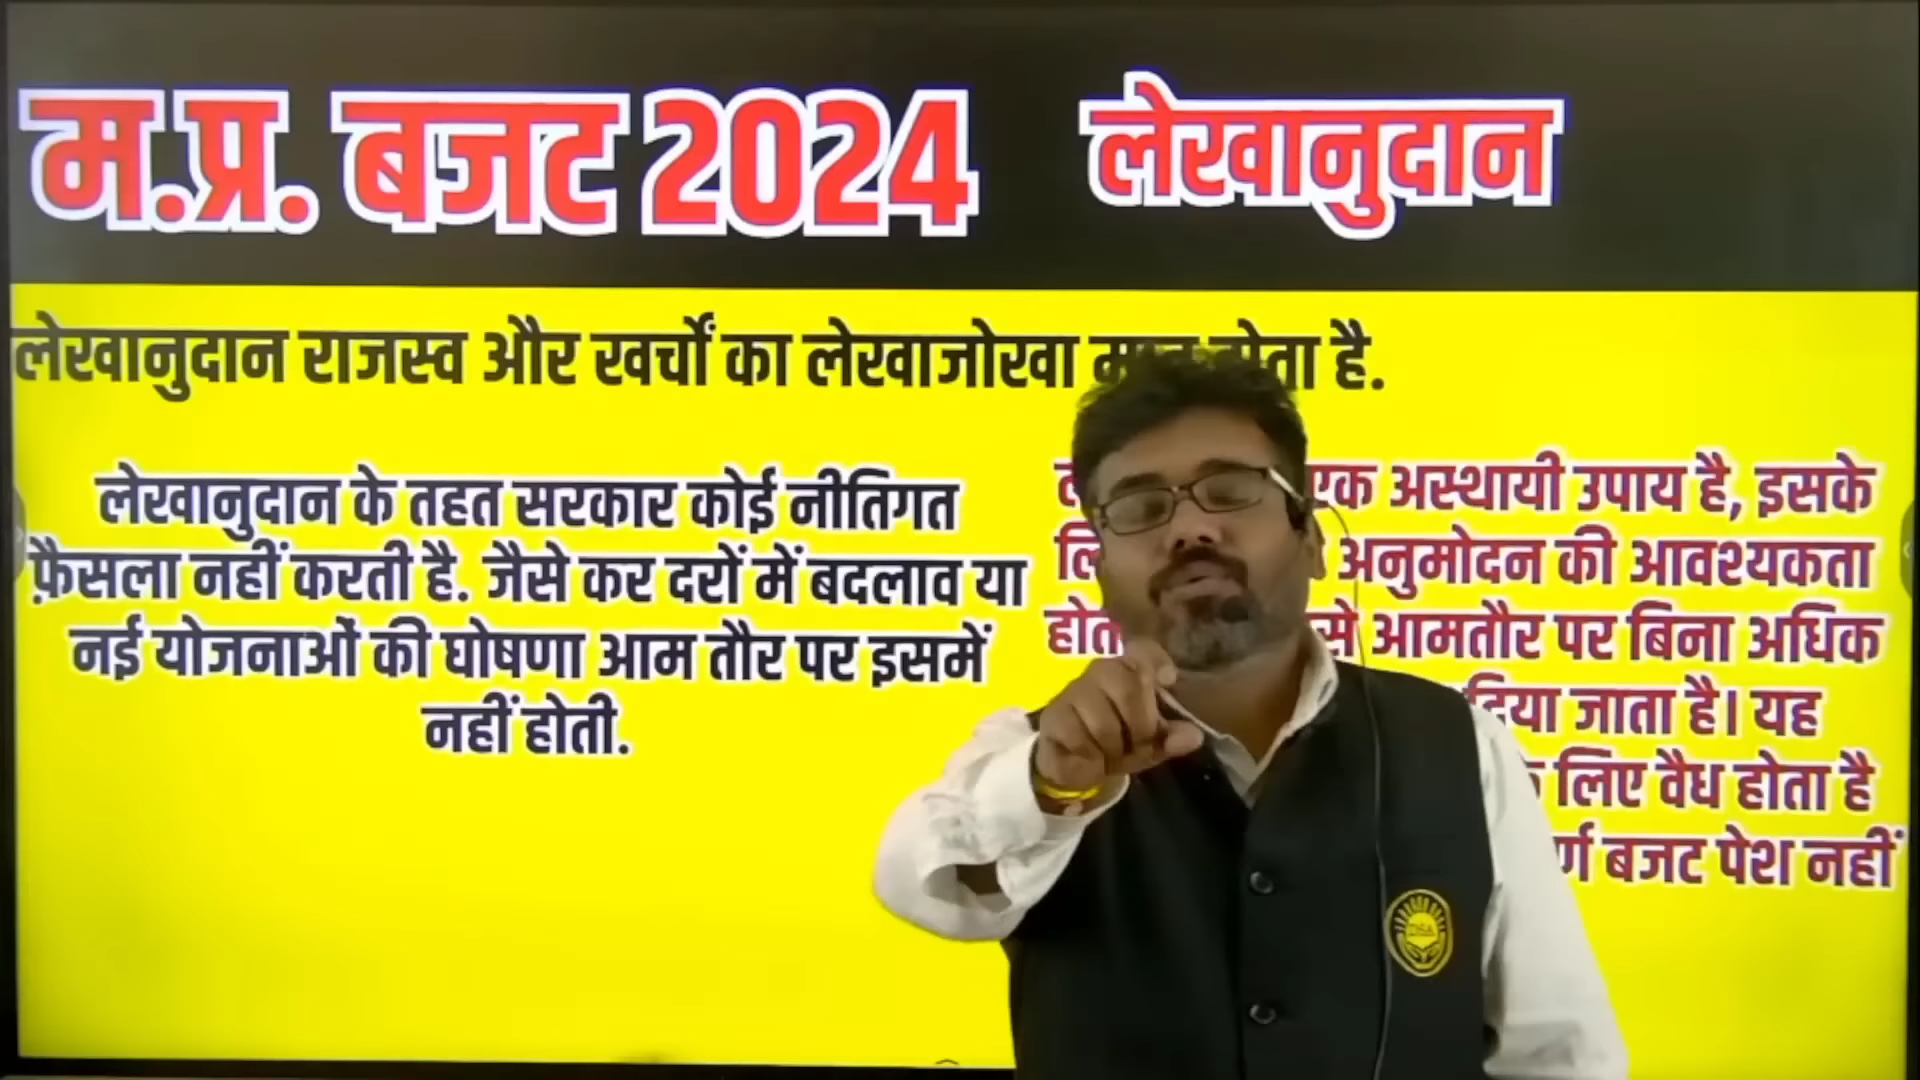 म.प्र. बजट 2024 लेखानुदान
लेखानुदान राजस्व और खर्चों का लेखाजोखा होता है.
लेखानुदान के तहत सरकार कोई नीतिगत
फ़ैसला नहीं करती है. जैसे कर दरों में बदलाव या
नई योजनाओं की घोषणा आम तौर पर इसमें
नहीं होती.
एक अस्थायी उपाय है, इसके
अनुमोदन की आवश्यकता
से आमतौर पर बिना अधिक
दिया जाता है। यह
लिए वैध होता है
बजट पेश नहीं
DSA